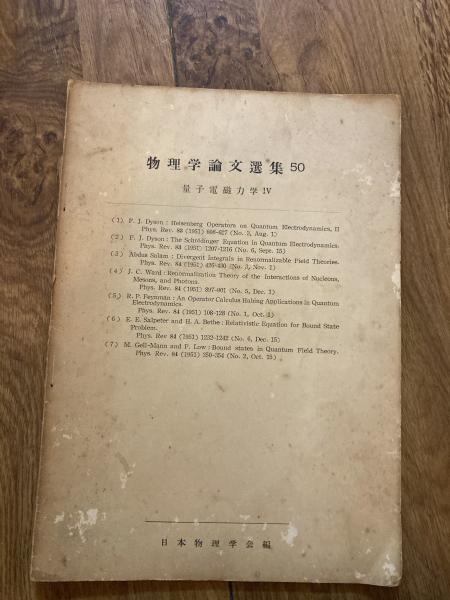 物理学論文選集 50
量子電磁力学 IV
(1) F. J. Dyson : Heisenberg Operators on Quantum Electrodynamics, II
Phys. Rev. 83 (1951) 608-627 (No. 3, Aug. 1)
(2) F. J. Dyson : The Schrödinger Equation in Quantum Electrodynamics.
Phys. Rev. 83 (1951) 1207-1216 (No. 6, Sept. 15)
(3) Abdus Salam : Divergent Integrals in Renormalizable Field Theories.
Phys. Rev. 84 (1951) 426-430 (No. 3, Nov. 1)
(4) J. C. Ward : Renormalization Theory of the Interactions of Nucleons,
Mesons, and Photons.
Phys. Rev. 84 (1951) 897-901 (No. 5, Dec. 1)
(5) R. P. Feynman : An Operator Calculus Halbing Applications in Quantum
Electrodynamics.
Phys. Rev. 84 (1951) 108-128 (No. 1, Oct. 1)
(6) E. E. Salpeter and H. A. Bethe : Relativistic Equation for Bound State
Problem.
Phys. Rev 84 (1951) 1232-1242 (No. 6, Dec. 15)
(7) M. Gell-Mann and F. Low : Bound states in Quantum Field Theory.
Phys. Rev. 84 (1951) 350-354 (No. 2, Oct. 15)
日本物理学会編